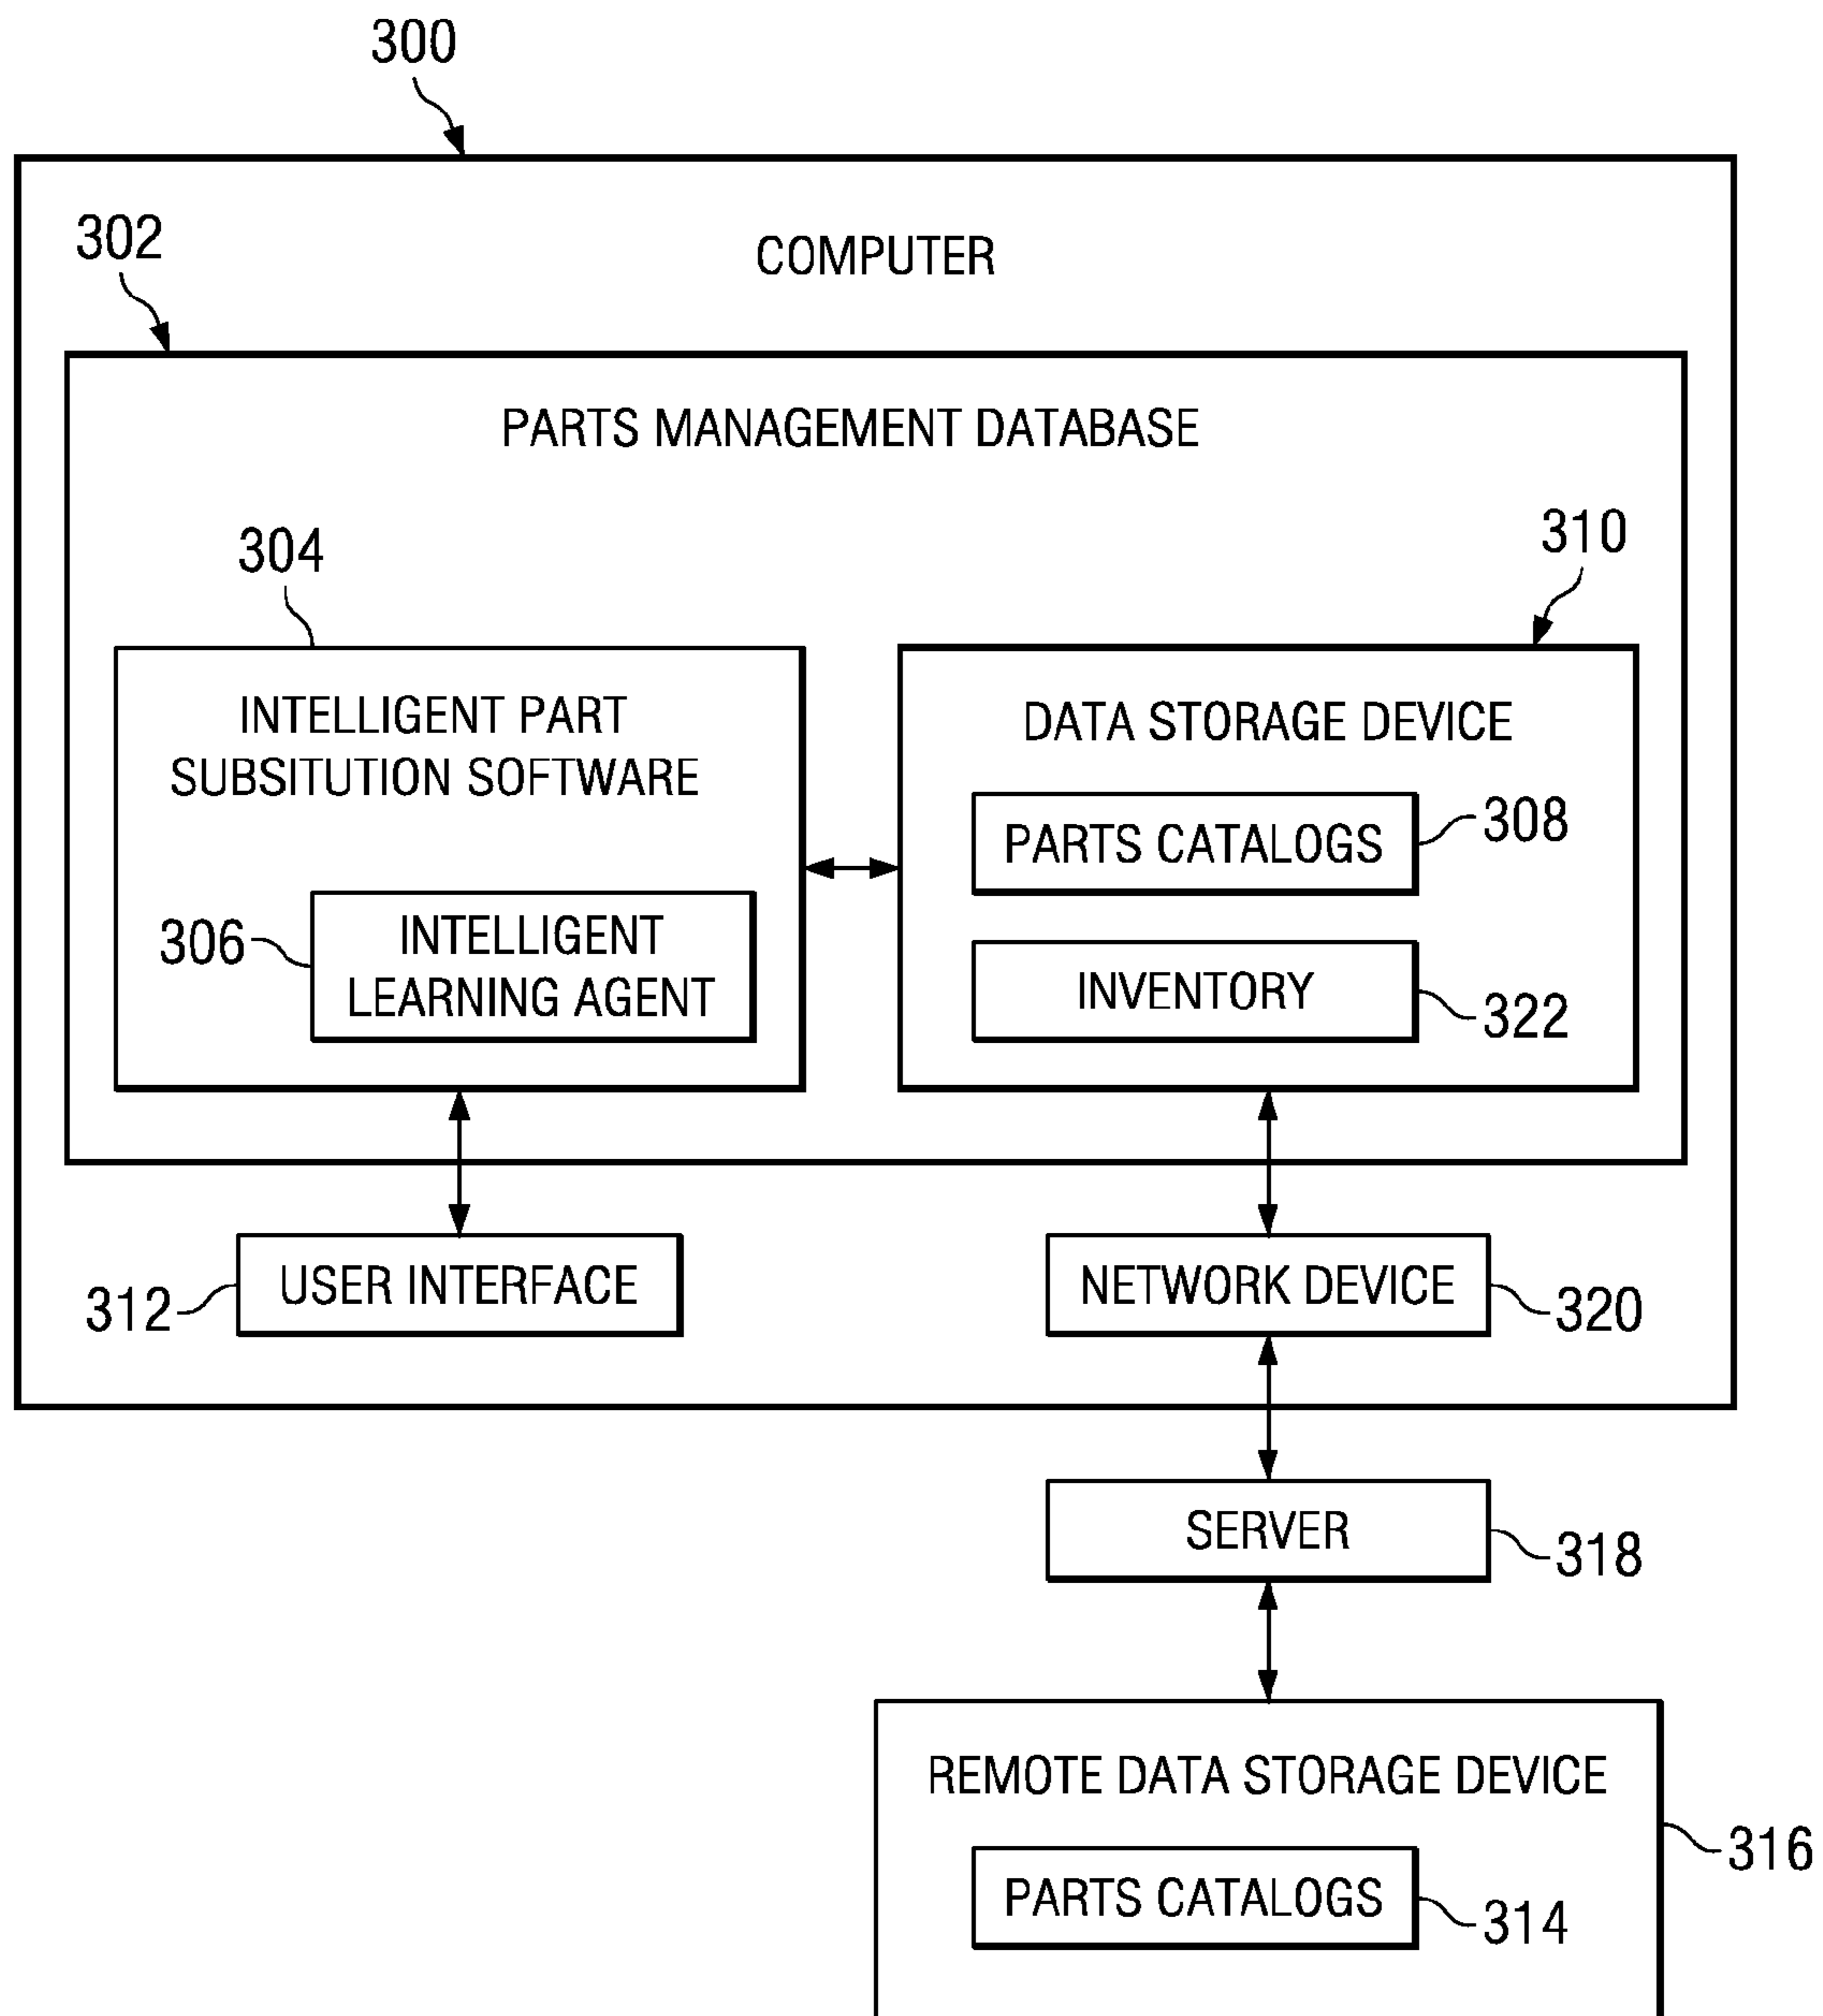 300
302
COMPUTER
PARTS MANAGEMENT DATABASE
304
310
INTELLIGENT PART
SUBSITUTION SOFTWARE
DATA STORAGE DEVICE
PARTS CATALOGS
308
306
INTELLIGENT
LEARNING AGENT
INVENTORY
322
312
USER INTERFACE
NETWORK DEVICE
320
SERVER
318
REMOTE DATA STORAGE DEVICE
316
PARTS CATALOGS
314